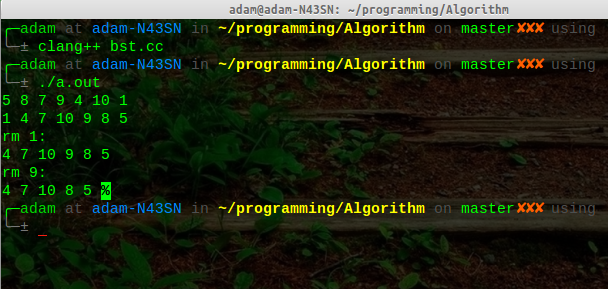 adam@adam-N43SN: ~/programming/Algorithm
╭─adam at adam-N43SN in ~/programming/Algorithm on master✘✘✘ using
╰─± clang++ bst.cc
╭─adam at adam-N43SN in ~/programming/Algorithm on master✘✘✘ using
╰─± ./a.out
5 8 7 9 4 10 1
1 4 7 10 9 8 5
rm 1:
4 7 10 9 8 5
rm 9:
4 7 10 8 5 %
╭─adam at adam-N43SN in ~/programming/Algorithm on master✘✘✘ using
╰─± _